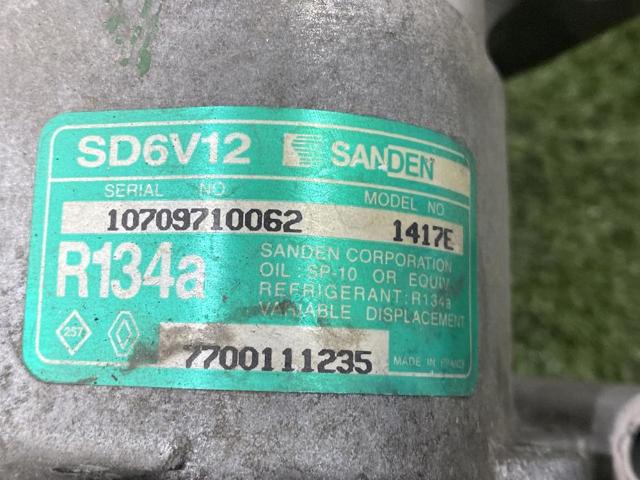 SD6V12 SANDEN
SERIAL NO MODEL NO
10709710062 1417E
R134a
SANDEN CORPORATION
OIL: SP-10 OR EQUIV.
REFRIGERANT: R134a
VARIABLE DISPLACEMENT
257
7700111235 MADE IN FRANCE